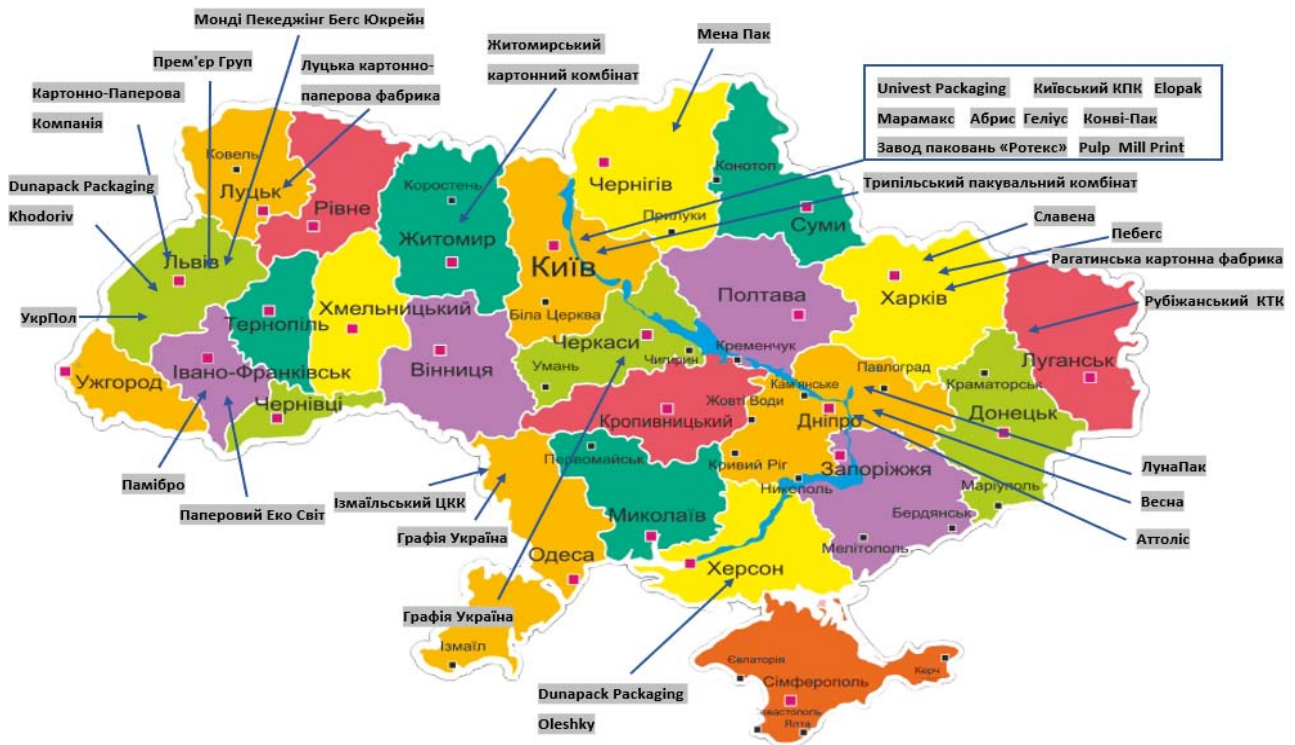 Монді Пекеджінг Бегс Юкрейн
Прем'єр Груп
Картонно-Паперова
Компанія
Луцька картонно-
паперова фабрика
Житомирський
картонний комбінат
Мена Пак
Univest Packaging Київський КПК Elopak
Марамакс Абрис Геліус Конві-Пак
Завод паковань «Ротекс» Pulp Mill Print
Трипільський пакувальний комбінат
Dunapack Packaging
Khodoriv
Славена
Пебегс
Рагатинська картонна фабрика
Рубіжанський КТК
УкрПол
Ковель
Луцьк
Рівне
Коростень
Житомир
Київ
Біла Церква
Чернігів
Прилуки
Конотоп
Суми
Львів
Тернопіль
Хмельницький
Полтава
Харків
Луганськ
Ужгород
Івано-Франківськ
Чернівці
Вінниця
Черкаси
Умань
Чигирин
Кременчук
Кам'янське
Павлоград
Краматорськ
Донецьк
Кропивницький
Жовті Води
Дніпро
Первомайськ
Кривий Ріг
Запоріжжя
Нікополь
Маріуполь
Бердянськ
Мелітополь
Миколаїв
Одеса
Херсон
Памібро
Паперовий Еко Світ
Ізмаїльський ЦКК
Графія Україна
Графія Україна
ЛунаПак
Весна
Аттоліс
Ізмаїл
Dunapack Packaging
Oleshky
Євпаторія
Керч
Сімферополь
Ялта